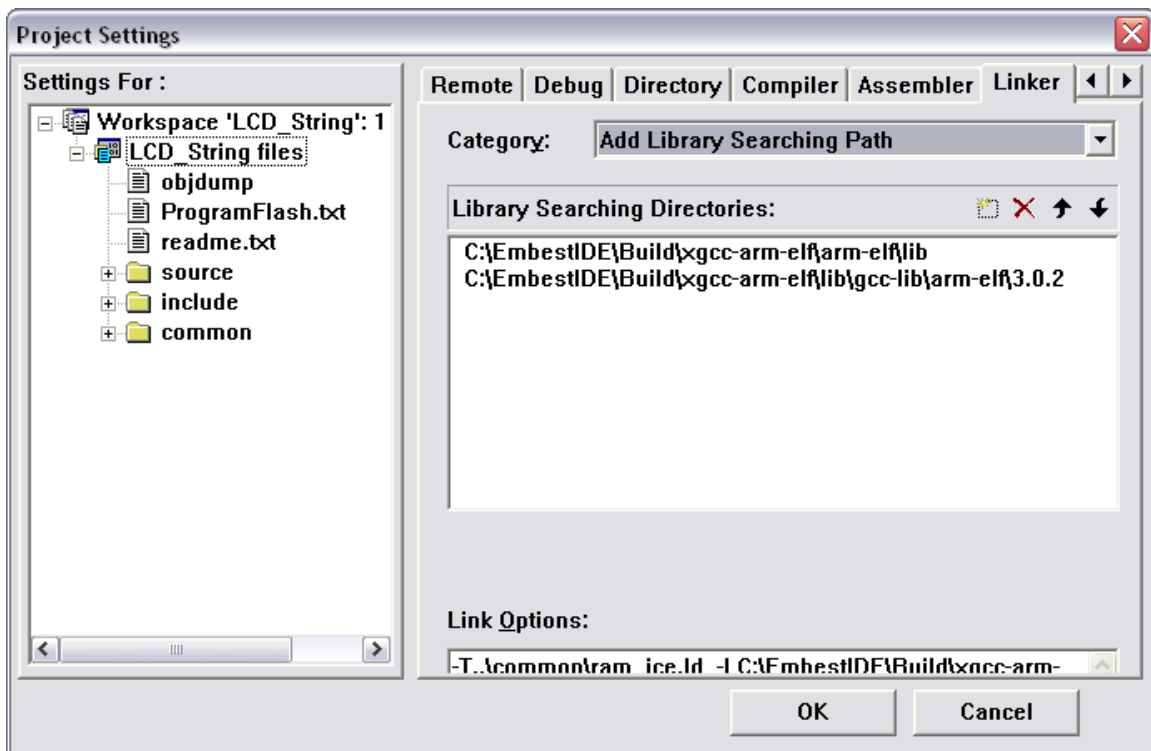 Project Settings
Settings For :
Workspace 'LCD_String': 1
LCD_String files
objdump
ProgramFlash.txt
readme.txt
source
include
common
Remote Debug Directory Compiler Assembler Linker
Category: Add Library Searching Path
Library Searching Directories:
C:\EmbestIDE\Build\xgcc-arm-elf\arm-elf\lib
C:\EmbestIDE\Build\xgcc-arm-elf\lib\gcc-lib\arm-elf\3.0.2
Link Options:
-T..\common\ram_ice.ld -L C:\EmbestIDE\Build\xgcc-arm-
OK Cancel